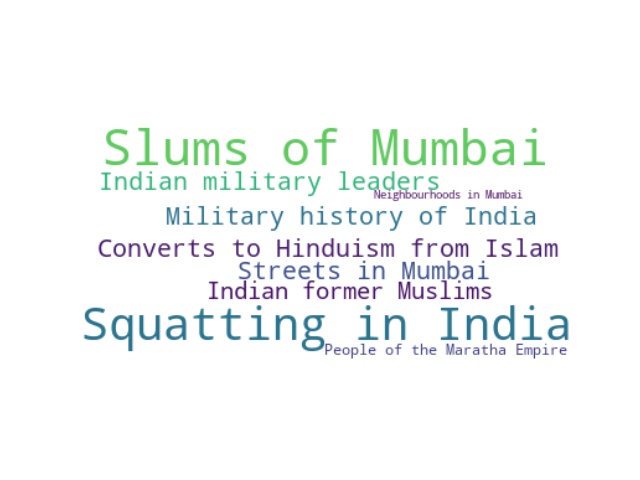 Slums of Mumbai
Indian military leaders
Neighbourhoods in Mumbai
Military history of India
Converts to Hinduism from Islam
Streets in Mumbai
Indian former Muslims
Squatting in India
People of the Maratha Empire